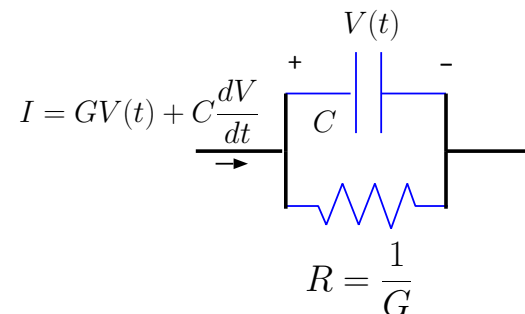 V(t)
+ −
I = GV(t) + C dV/dt
C
R = 1/G